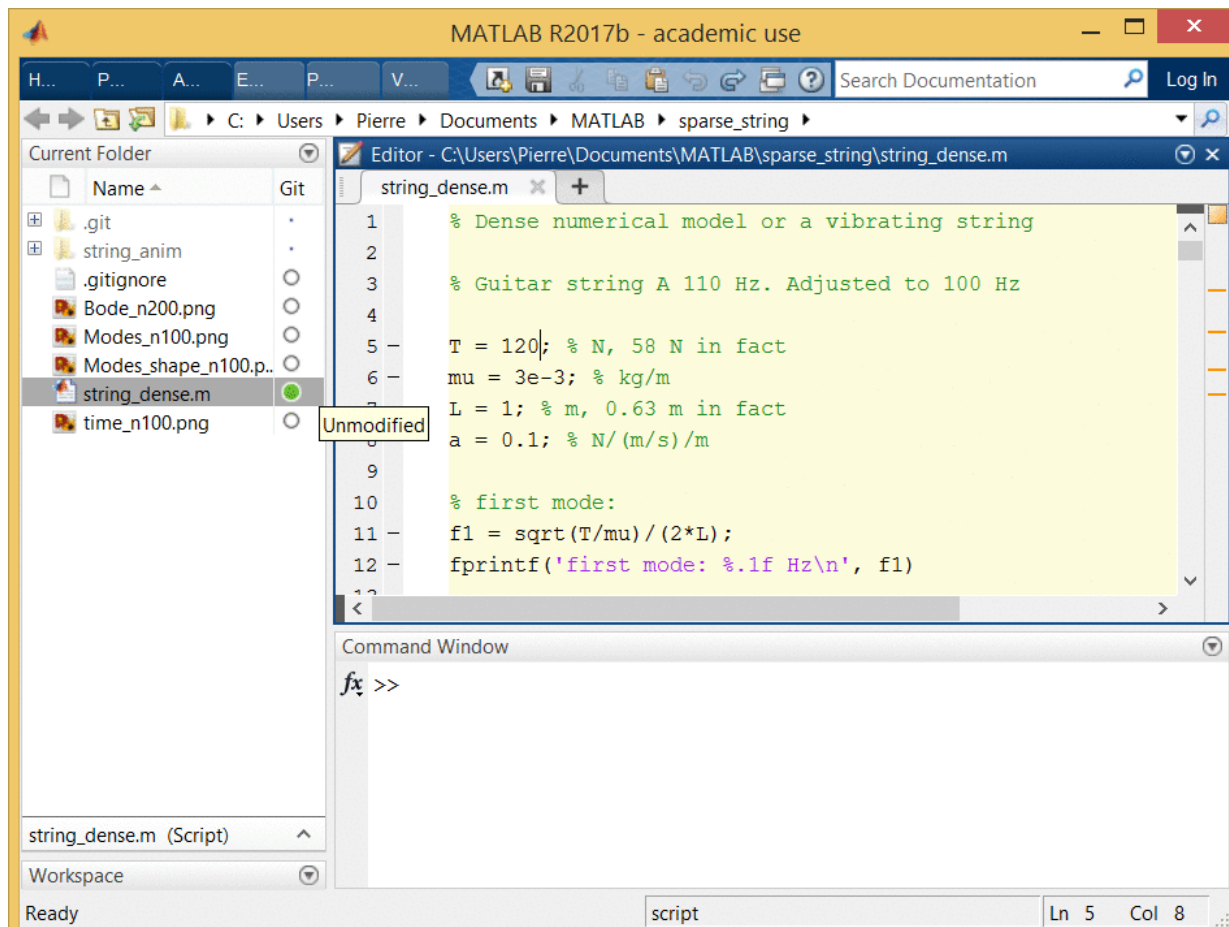 MATLAB R2017b - academic use
H... P... A... E... P... V... Search Documentation Log In
C: Users Pierre Documents MATLAB sparse_string
Current Folder
Name Git
.git
string_anim
.gitignore
Bode_n200.png
Modes_n100.png
Modes_shape_n100.p..
string_dense.m
time_n100.png
Unmodified
string_dense.m (Script)
Workspace
Editor - C:\Users\Pierre\Documents\MATLAB\sparse_string\string_dense.m
string_dense.m
1 % Dense numerical model or a vibrating string
2
3 % Guitar string A 110 Hz. Adjusted to 100 Hz
4
5 – T = 120; % N, 58 N in fact
6 – mu = 3e-3; % kg/m
L = 1; % m, 0.63 m in fact
a = 0.1; % N/(m/s)/m
9
10 % first mode:
11 – f1 = sqrt(T/mu)/(2*L);
12 – fprintf('first mode: %.1f Hz\n', f1)
Command Window
fx >>
Ready script Ln 5 Col 8